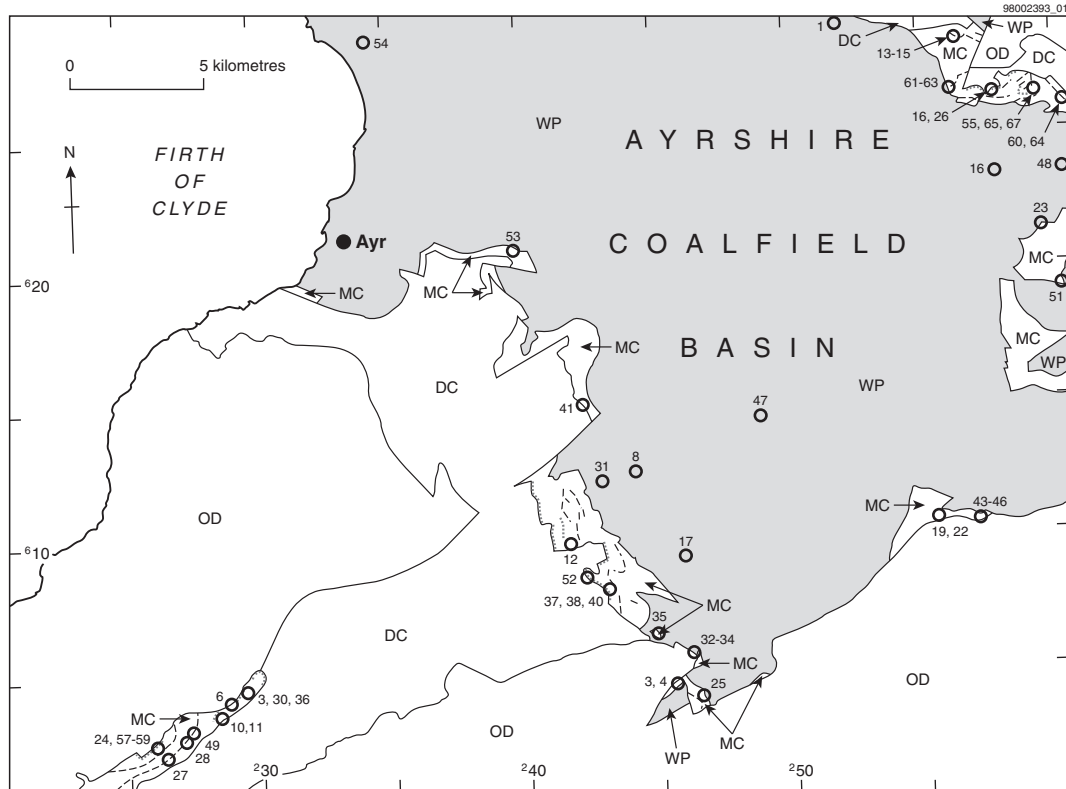 98002393_01
1
WP
54
DC
13-15
MC
OD
DC
0
5 kilometres
61-63
16, 26
55, 65, 67
60, 64
WP
AYRSHIRE
N
FIRTH
OF
CLYDE
16
48
23
Ayr
53
COALFIELD
MC
620
MC
MC
51
MC
BASIN
MC
WP
DC
WP
41
47
31
8
MC
43-46
19, 22
OD
610
12
17
52
37, 38, 40
MC
35
DC
32-34
MC
3, 4
25
OD
6
3, 30, 36
MC
10,11
24, 57-59
49
28
27
OD
MC
WP
230
240
250